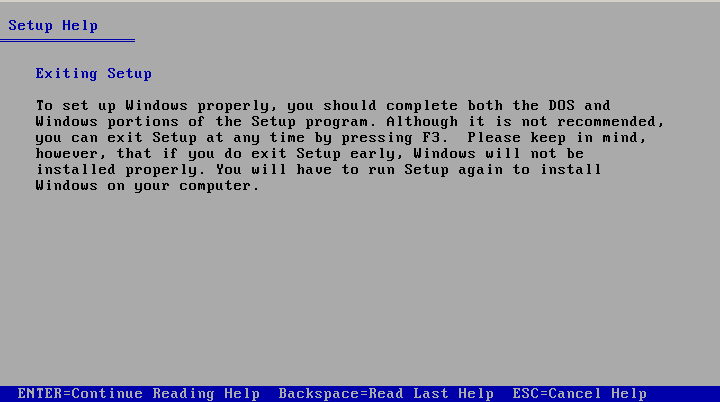 Setup Help
Exiting Setup
To set up Windows properly, you should complete both the DOS and
Windows portions of the Setup program. Although it is not recommended,
you can exit Setup at any time by pressing F3.  Please keep in mind,
however, that if you do exit Setup early, Windows will not be
installed properly. You will have to run Setup again to install
Windows on your computer.
ENTER=Continue Reading Help  Backspace=Read Last Help  ESC=Cancel Help